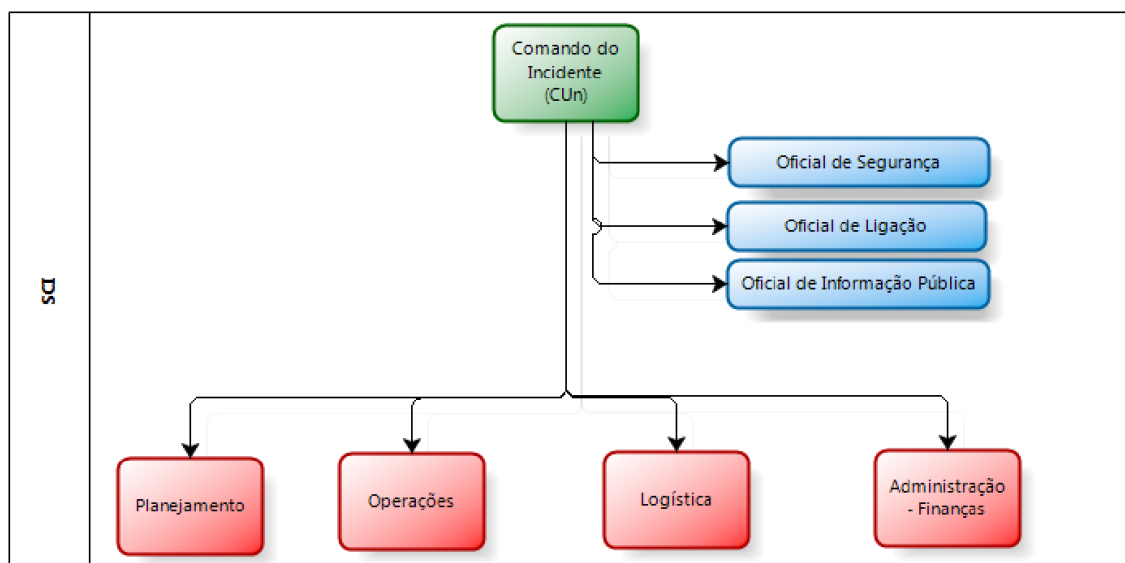 Comando do
Incidente
(CUn)
Oficial de Segurança
Oficial de Ligação
Oficial de Informação Pública
SCI
Planejamento
Operações
Logística
Administração
- Finanças